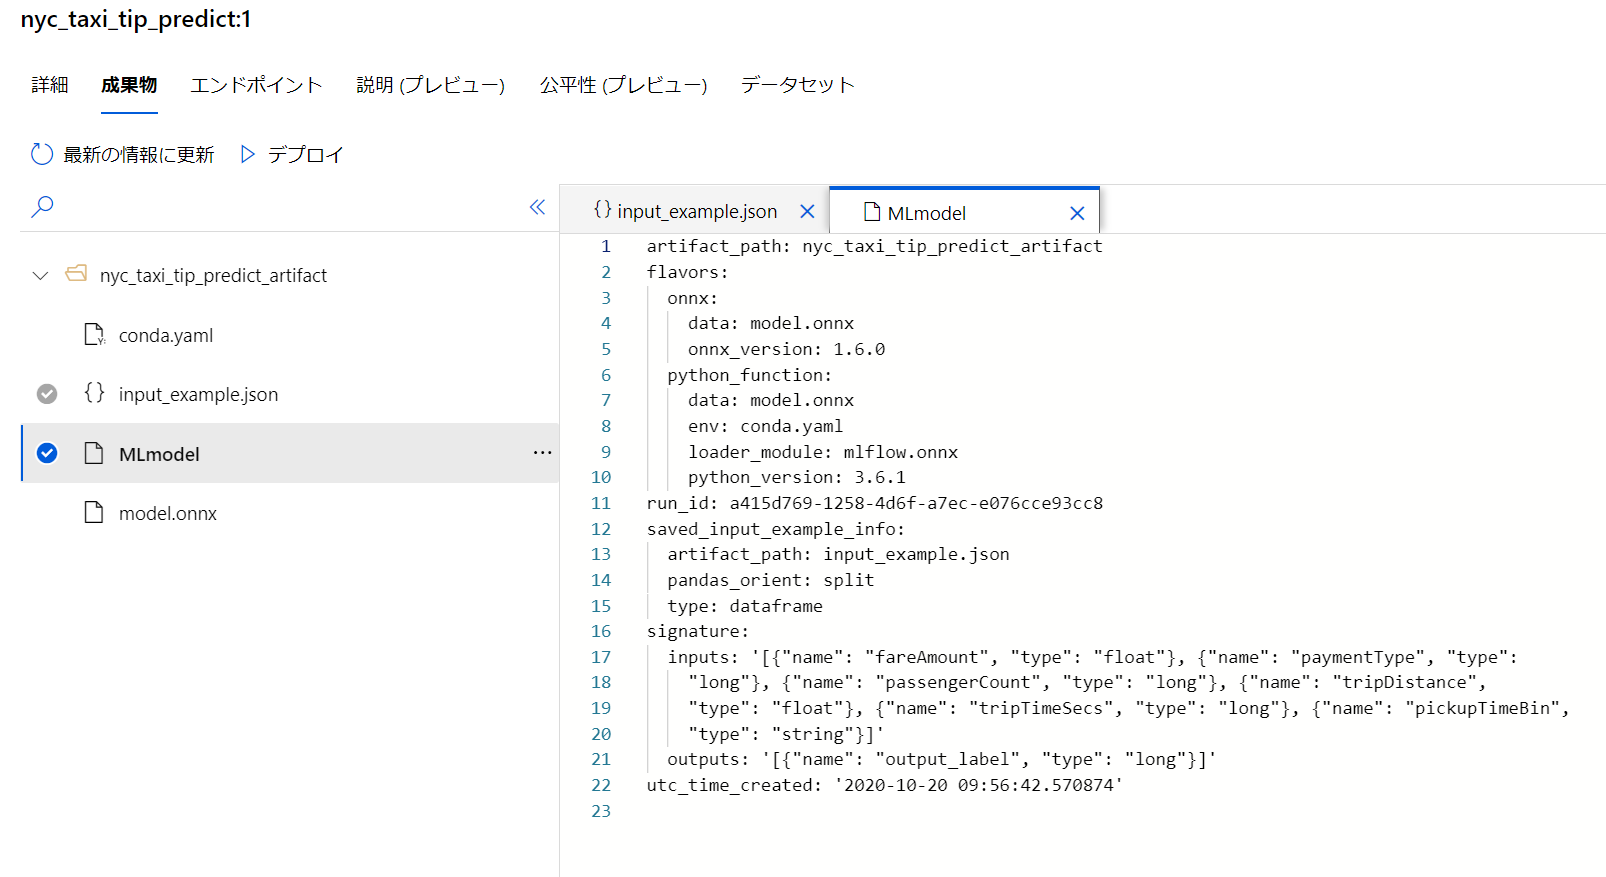 nyc_taxi_tip_predict:1
詳細 成果物 エンドポイント 説明 (プレビュー) 公平性 (プレビュー) データセット
最新の情報に更新 デプロイ
nyc_taxi_tip_predict_artifact
conda.yaml
input_example.json
MLmodel
model.onnx
{} input_example.json MLmodel
1 artifact_path: nyc_taxi_tip_predict_artifact
2 flavors:
3 onnx:
4 data: model.onnx
5 onnx_version: 1.6.0
6 python_function:
7 data: model.onnx
8 env: conda.yaml
9 loader_module: mlflow.onnx
10 python_version: 3.6.1
11 run_id: a415d769-1258-4d6f-a7ec-e076cce93cc8
12 saved_input_example_info:
13 artifact_path: input_example.json
14 pandas_orient: split
15 type: dataframe
16 signature:
17 inputs: '[{"name": "fareAmount", "type": "float"}, {"name": "paymentType", "type":
18 "long"}, {"name": "passengerCount", "type": "long"}, {"name": "tripDistance",
19 "type": "float"}, {"name": "tripTimeSecs", "type": "long"}, {"name": "pickupTimeBin",
20 "type": "string"}]'
21 outputs: '[{"name": "output_label", "type": "long"}]'
22 utc_time_created: '2020-10-20 09:56:42.570874'
23